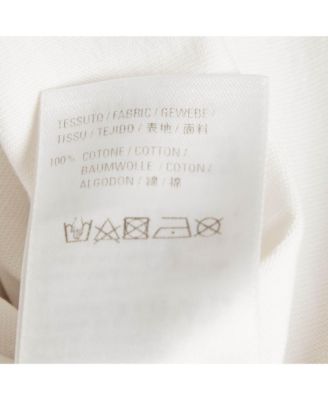 TESSUTO / FABRIC / GEWEBE /
TISSU / TEJIDO / 表地 / 面料
100% COTONE / COTTON /
BAUMWOLLE / COTON /
ALGODON / 綿 / 棉